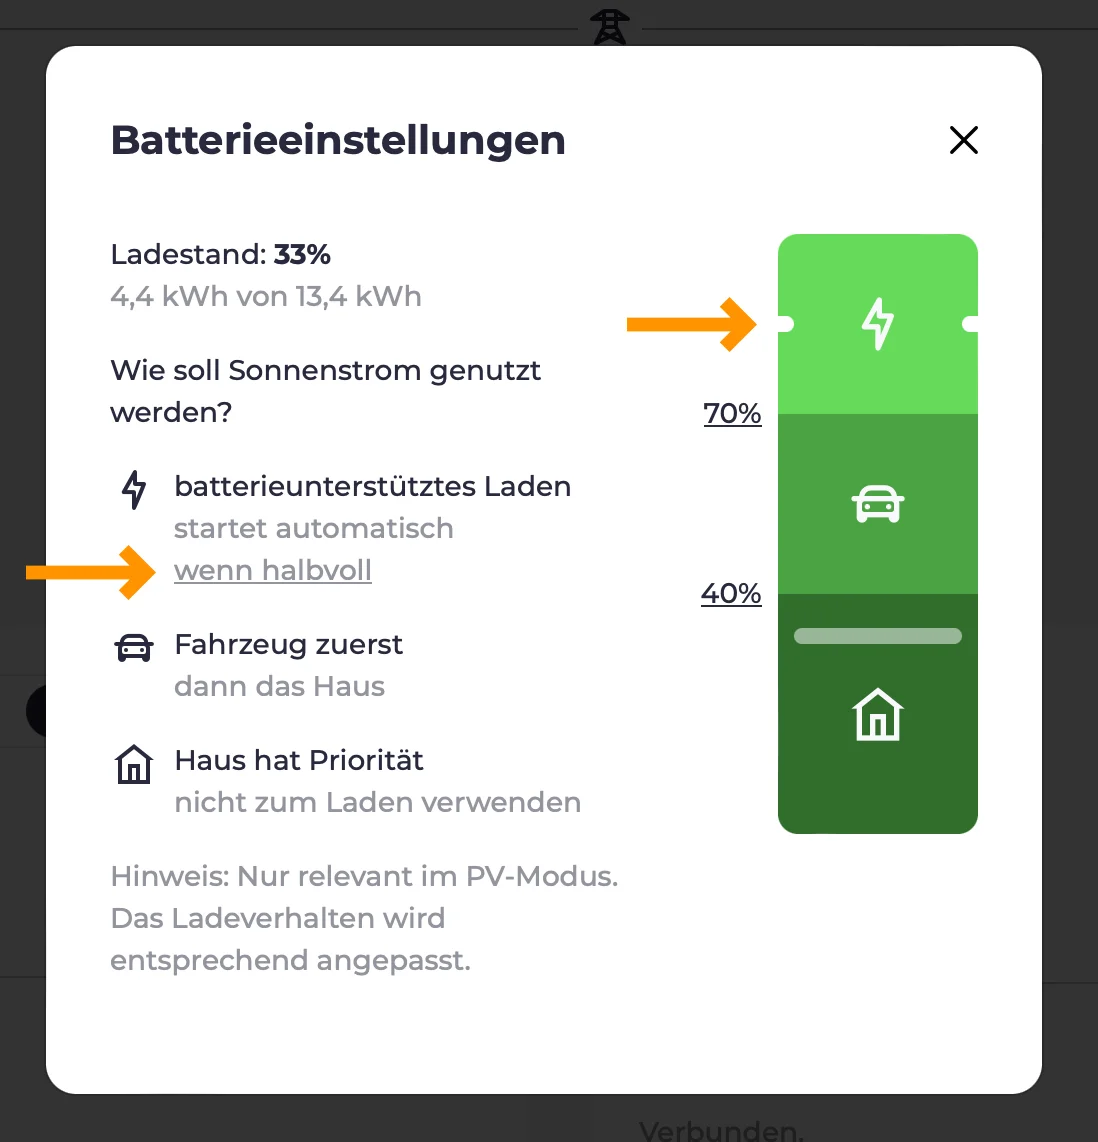 Batterieeinstellungen
Ladestand: 33%
4,4 kWh von 13,4 kWh
Wie soll Sonnenstrom genutzt
werden?
batterieunterstütztes Laden
startet automatisch
wenn halbvoll
Fahrzeug zuerst
dann das Haus
Haus hat Priorität
nicht zum Laden verwenden
Hinweis: Nur relevant im PV-Modus.
Das Ladeverhalten wird
entsprechend angepasst.
70%
40%
Verbunden.